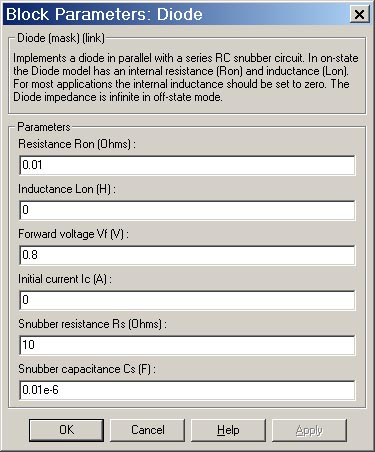 Block Parameters: Diode
Diode (mask) (link)
Implements a diode in parallel with a series RC snubber circuit. In on-state
the Diode model has an internal resistance (Ron) and inductance (Lon).
For most applications the internal inductance should be set to zero. The
Diode impedance is infinite in off-state mode.
Parameters
Resistance Ron (Ohms) :
0.01
Inductance Lon (H) :
0
Forward voltage Vf (V) :
0.8
Initial current Ic (A) :
0
Snubber resistance Rs (Ohms) :
10
Snubber capacitance Cs (F) :
0.01e-6
OK Cancel Help Apply